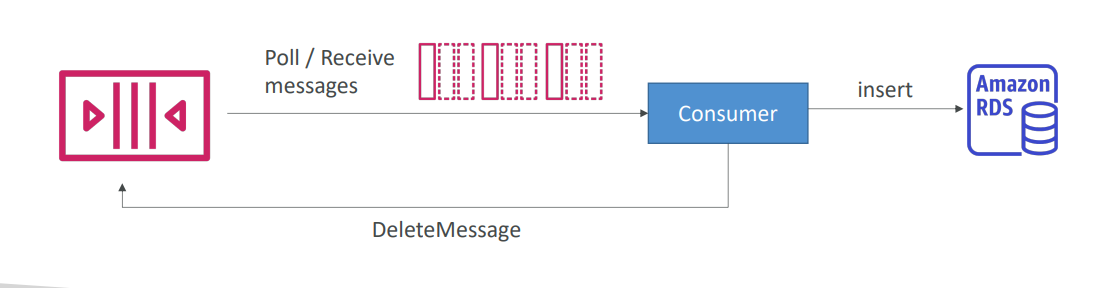 Poll / Receive
messages
Consumer
insert
Amazon
RDS
DeleteMessage